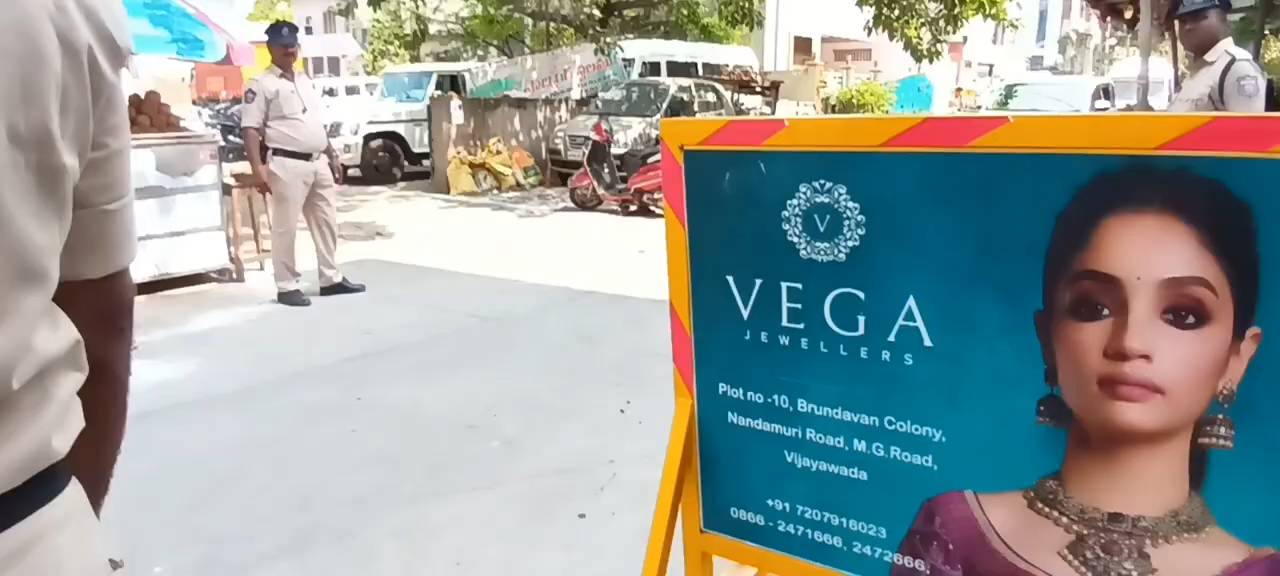 V
VEGA
JEWELLERS
Plot no -10, Brundavan Colony,
Nandamuri Road, M.G.Road,
Vijayawada
+91 7207916023
0866 - 2471666, 2472666,